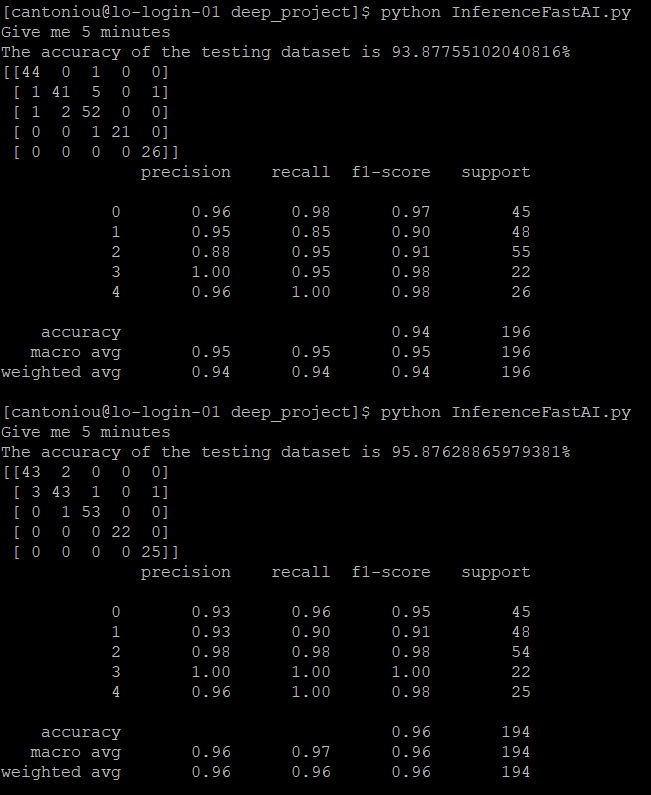 [cantoniou@lo-login-01 deep_project]$ python InferenceFastAI.py
Give me 5 minutes
The accuracy of the testing dataset is 93.87755102040816%
[[44  0  1  0  0]
 [ 1 41  5  0  1]
 [ 1  2 52  0  0]
 [ 0  0  1 21  0]
 [ 0  0  0  0 26]]
              precision    recall  f1-score   support

           0       0.96      0.98      0.97        45
           1       0.95      0.85      0.90        48
           2       0.88      0.95      0.91        55
           3       1.00      0.95      0.98        22
           4       0.96      1.00      0.98        26

    accuracy                           0.94       196
   macro avg       0.95      0.95      0.95       196
weighted avg       0.94      0.94      0.94       196

[cantoniou@lo-login-01 deep_project]$ python InferenceFastAI.py
Give me 5 minutes
The accuracy of the testing dataset is 95.87628865979381%
[[43  2  0  0  0]
 [ 3 43  1  0  1]
 [ 0  1 53  0  0]
 [ 0  0  0 22  0]
 [ 0  0  0  0 25]]
              precision    recall  f1-score   support

           0       0.93      0.96      0.95        45
           1       0.93      0.90      0.91        48
           2       0.98      0.98      0.98        54
           3       1.00      1.00      1.00        22
           4       0.96      1.00      0.98        25

    accuracy                           0.96       194
   macro avg       0.96      0.97      0.96       194
weighted avg       0.96      0.96      0.96       194